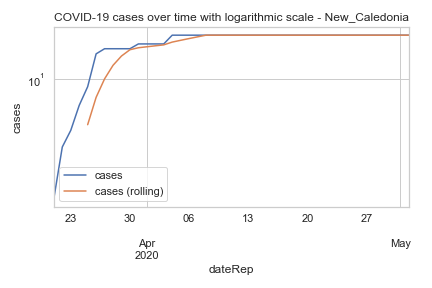 COVID-19 cases over time with logarithmic scale - New_Caledonia
cases
10¹
cases
cases (rolling)
23 30 06 13 20 27
Apr May
2020
dateRep